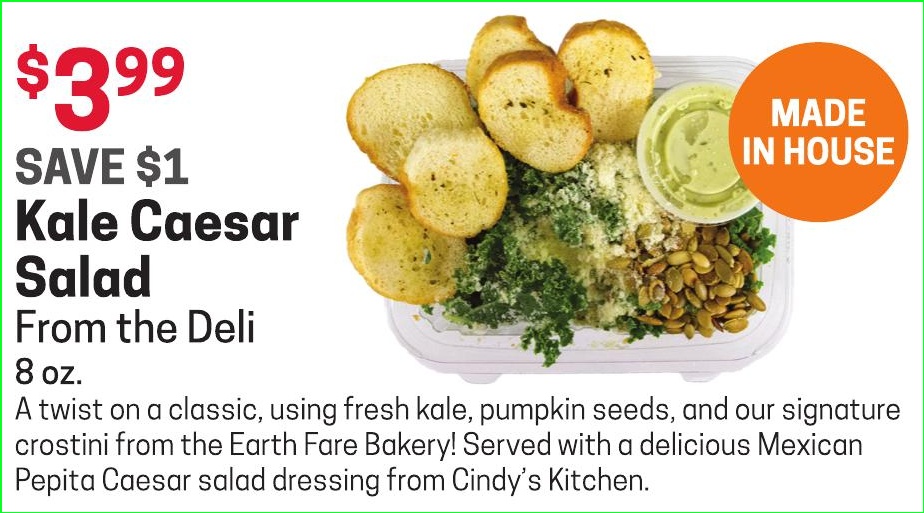 $3.99
SAVE $1
Kale Caesar
Salad
From the Deli
8 oz.
A twist on a classic, using fresh kale, pumpkin seeds, and our signature
crostini from the Earth Fare Bakery! Served with a delicious Mexican
Pepita Caesar salad dressing from Cindy's Kitchen.
MADE
IN HOUSE